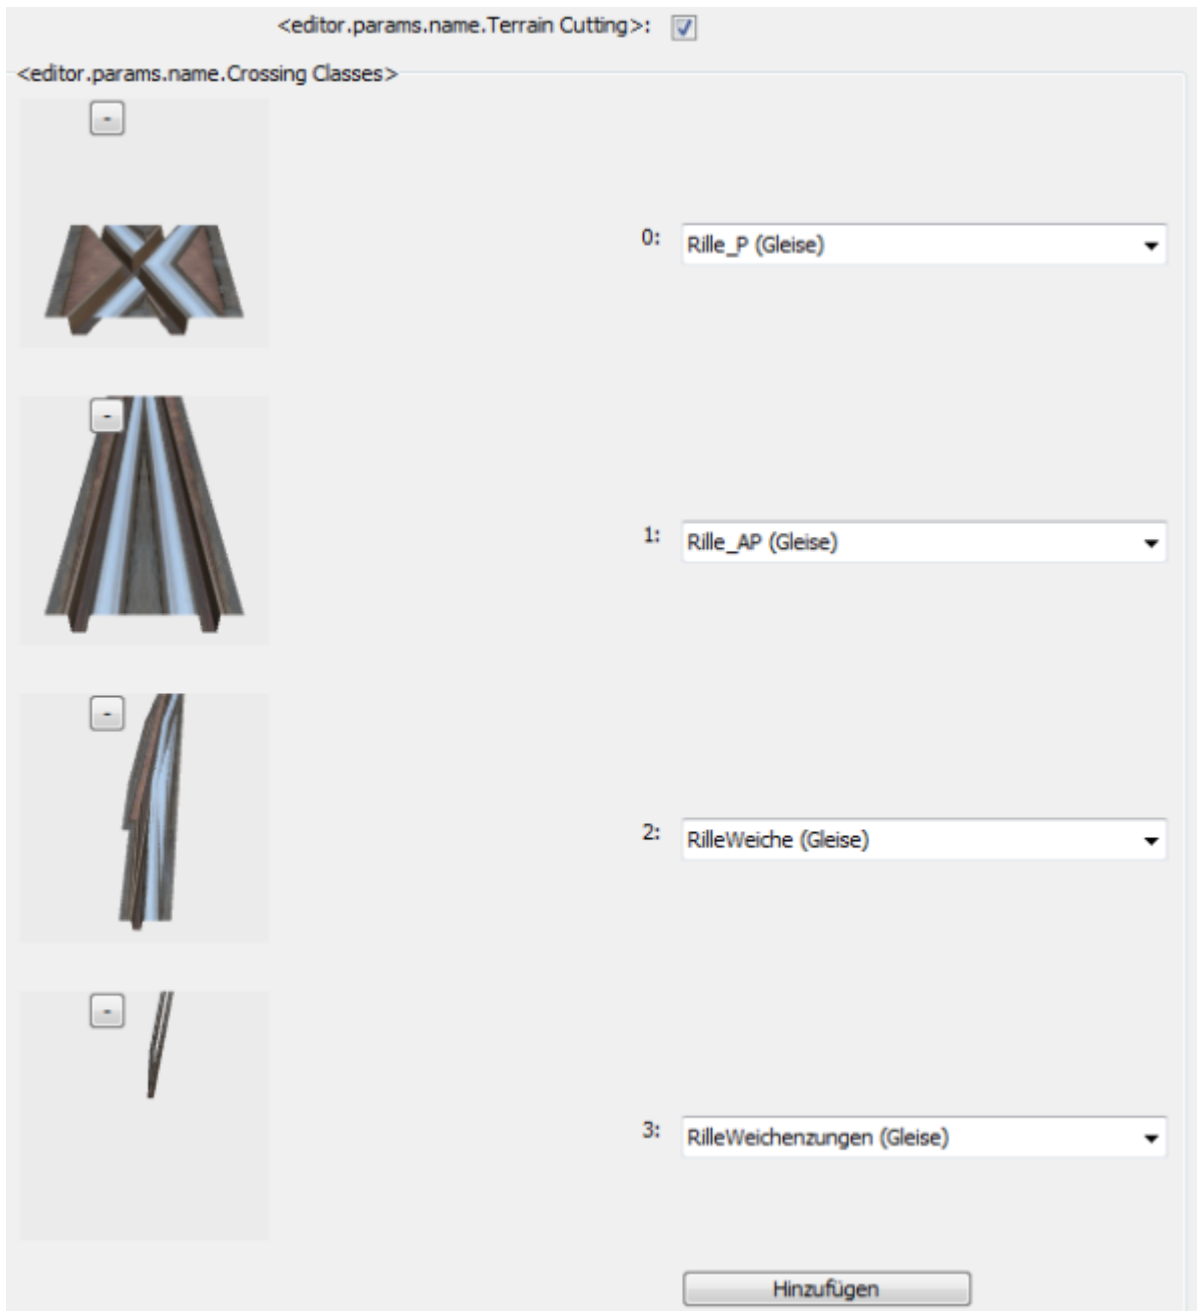 <editor.params.name.Terrain Cutting>:
<editor.params.name.Crossing Classes>
-
0: Rille_P (Gleise)
-
1: Rille_AP (Gleise)
-
2: RilleWeiche (Gleise)
-
3: RilleWeichenzungen (Gleise)
Hinzufügen